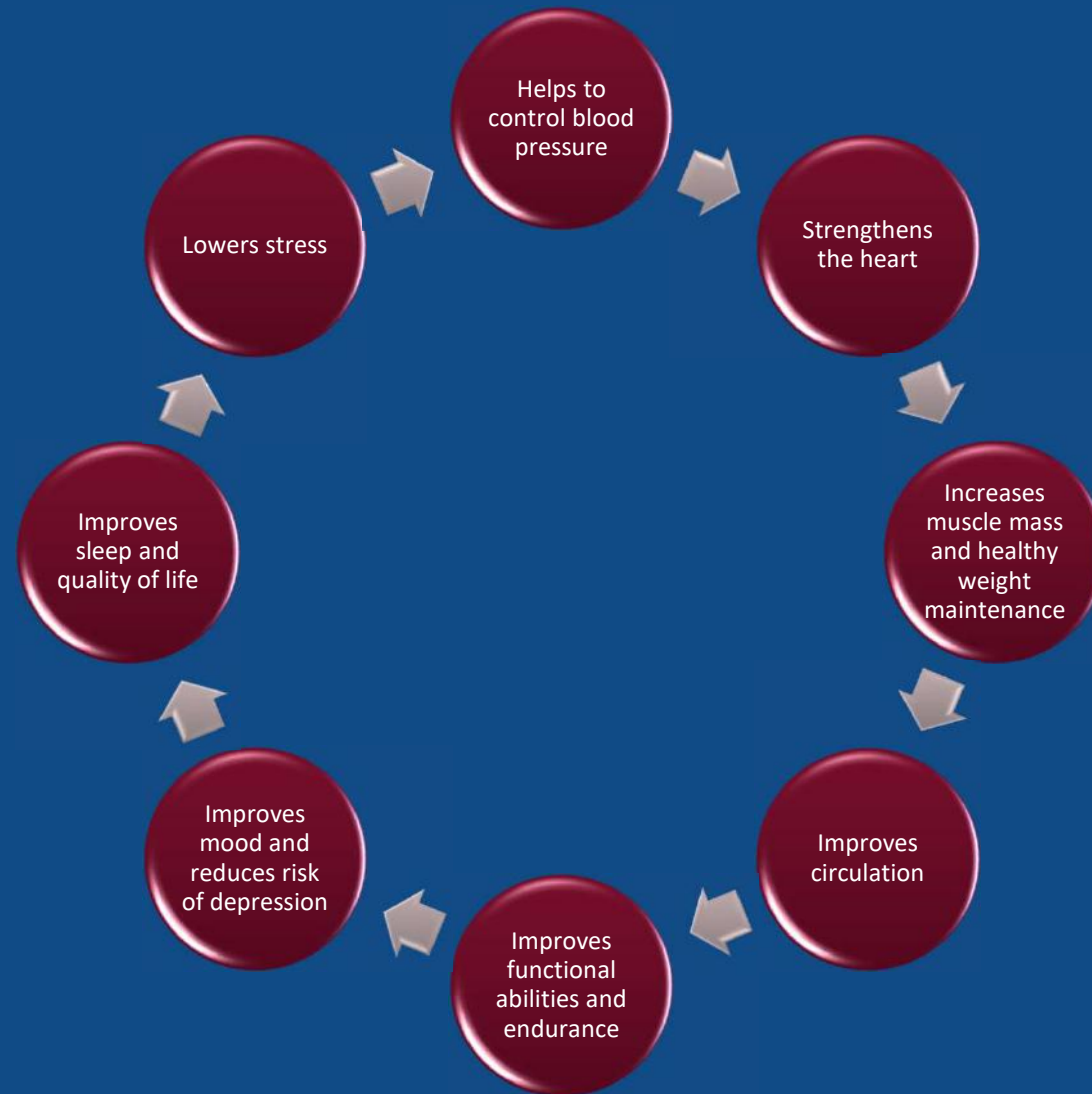 Helps to
control blood
pressure
Strengthens
the heart
Increases
muscle mass
and healthy
weight
maintenance
Improves
circulation
Improves
functional
abilities and
endurance
Improves
mood and
reduces risk
of depression
Improves
sleep and
quality of life
Lowers stress